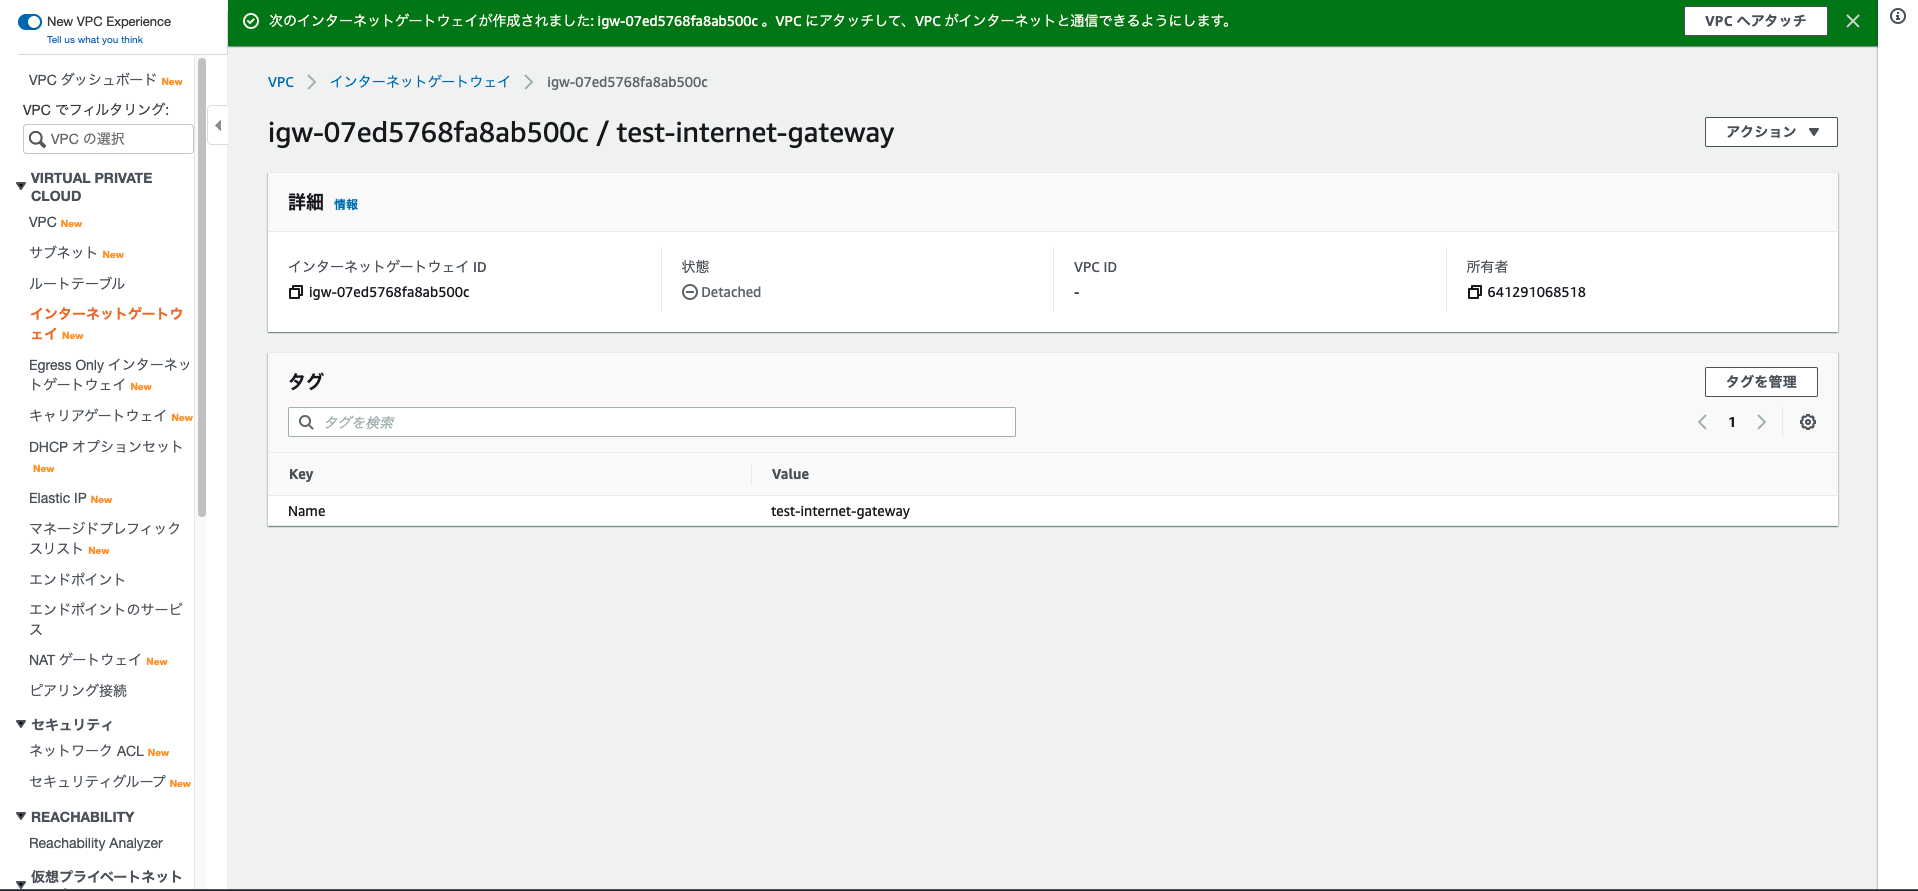 New VPC Experience
Tell us what you think
VPC ダッシュボード New
VPC でフィルタリング:
VPC の選択
VIRTUAL PRIVATE
CLOUD
VPC New
サブネット New
ルートテーブル
インターネットゲートウ
ェイ New
Egress Only インターネッ
トゲートウェイ New
キャリアゲートウェイ New
DHCP オプションセット
New
Elastic IP New
マネージドプレフィック
スリスト New
エンドポイント
エンドポイントのサービ
ス
NAT ゲートウェイ New
ピアリング接続
セキュリティ
ネットワーク ACL New
セキュリティグループ New
REACHABILITY
Reachability Analyzer
仮想プライベートネット
次のインターネットゲートウェイが作成されました: igw-07ed5768fa8ab500c 。VPC にアタッチして、VPC がインターネットと通信できるようにします。
VPC へアタッチ
VPC
インターネットゲートウェイ
igw-07ed5768fa8ab500c
igw-07ed5768fa8ab500c / test-internet-gateway
アクション
詳細 情報
インターネットゲートウェイ ID
igw-07ed5768fa8ab500c
状態
Detached
VPC ID
-
所有者
641291068518
タグ
タグを管理
タグを検索
1
Key
Value
Name
test-internet-gateway